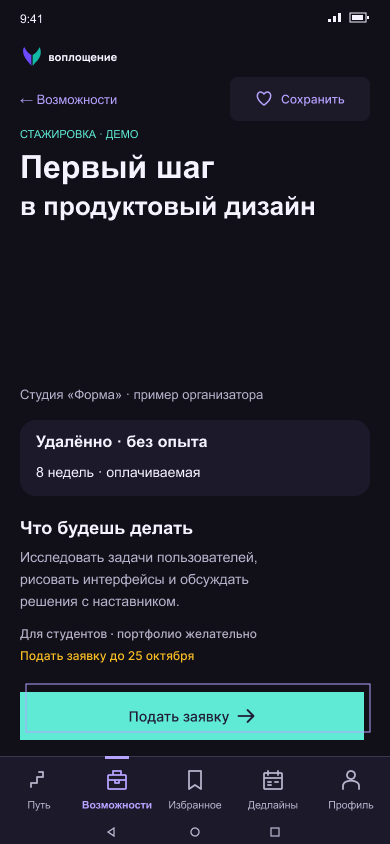 9:41
воплощение
← Возможности
Сохранить
СТАЖИРОВКА · ДЕМО
Первый шаг
в продуктовый дизайн
Студия «Форма» · пример организатора
Удалённо · без опыта
8 недель · оплачиваемая
Что будешь делать
Исследовать задачи пользователей,
рисовать интерфейсы и обсуждать
решения с наставником.
Для студентов · портфолио желательно
Подать заявку до 25 октября
Подать заявку →
Путь
Возможности
Избранное
Дедлайны
Профиль